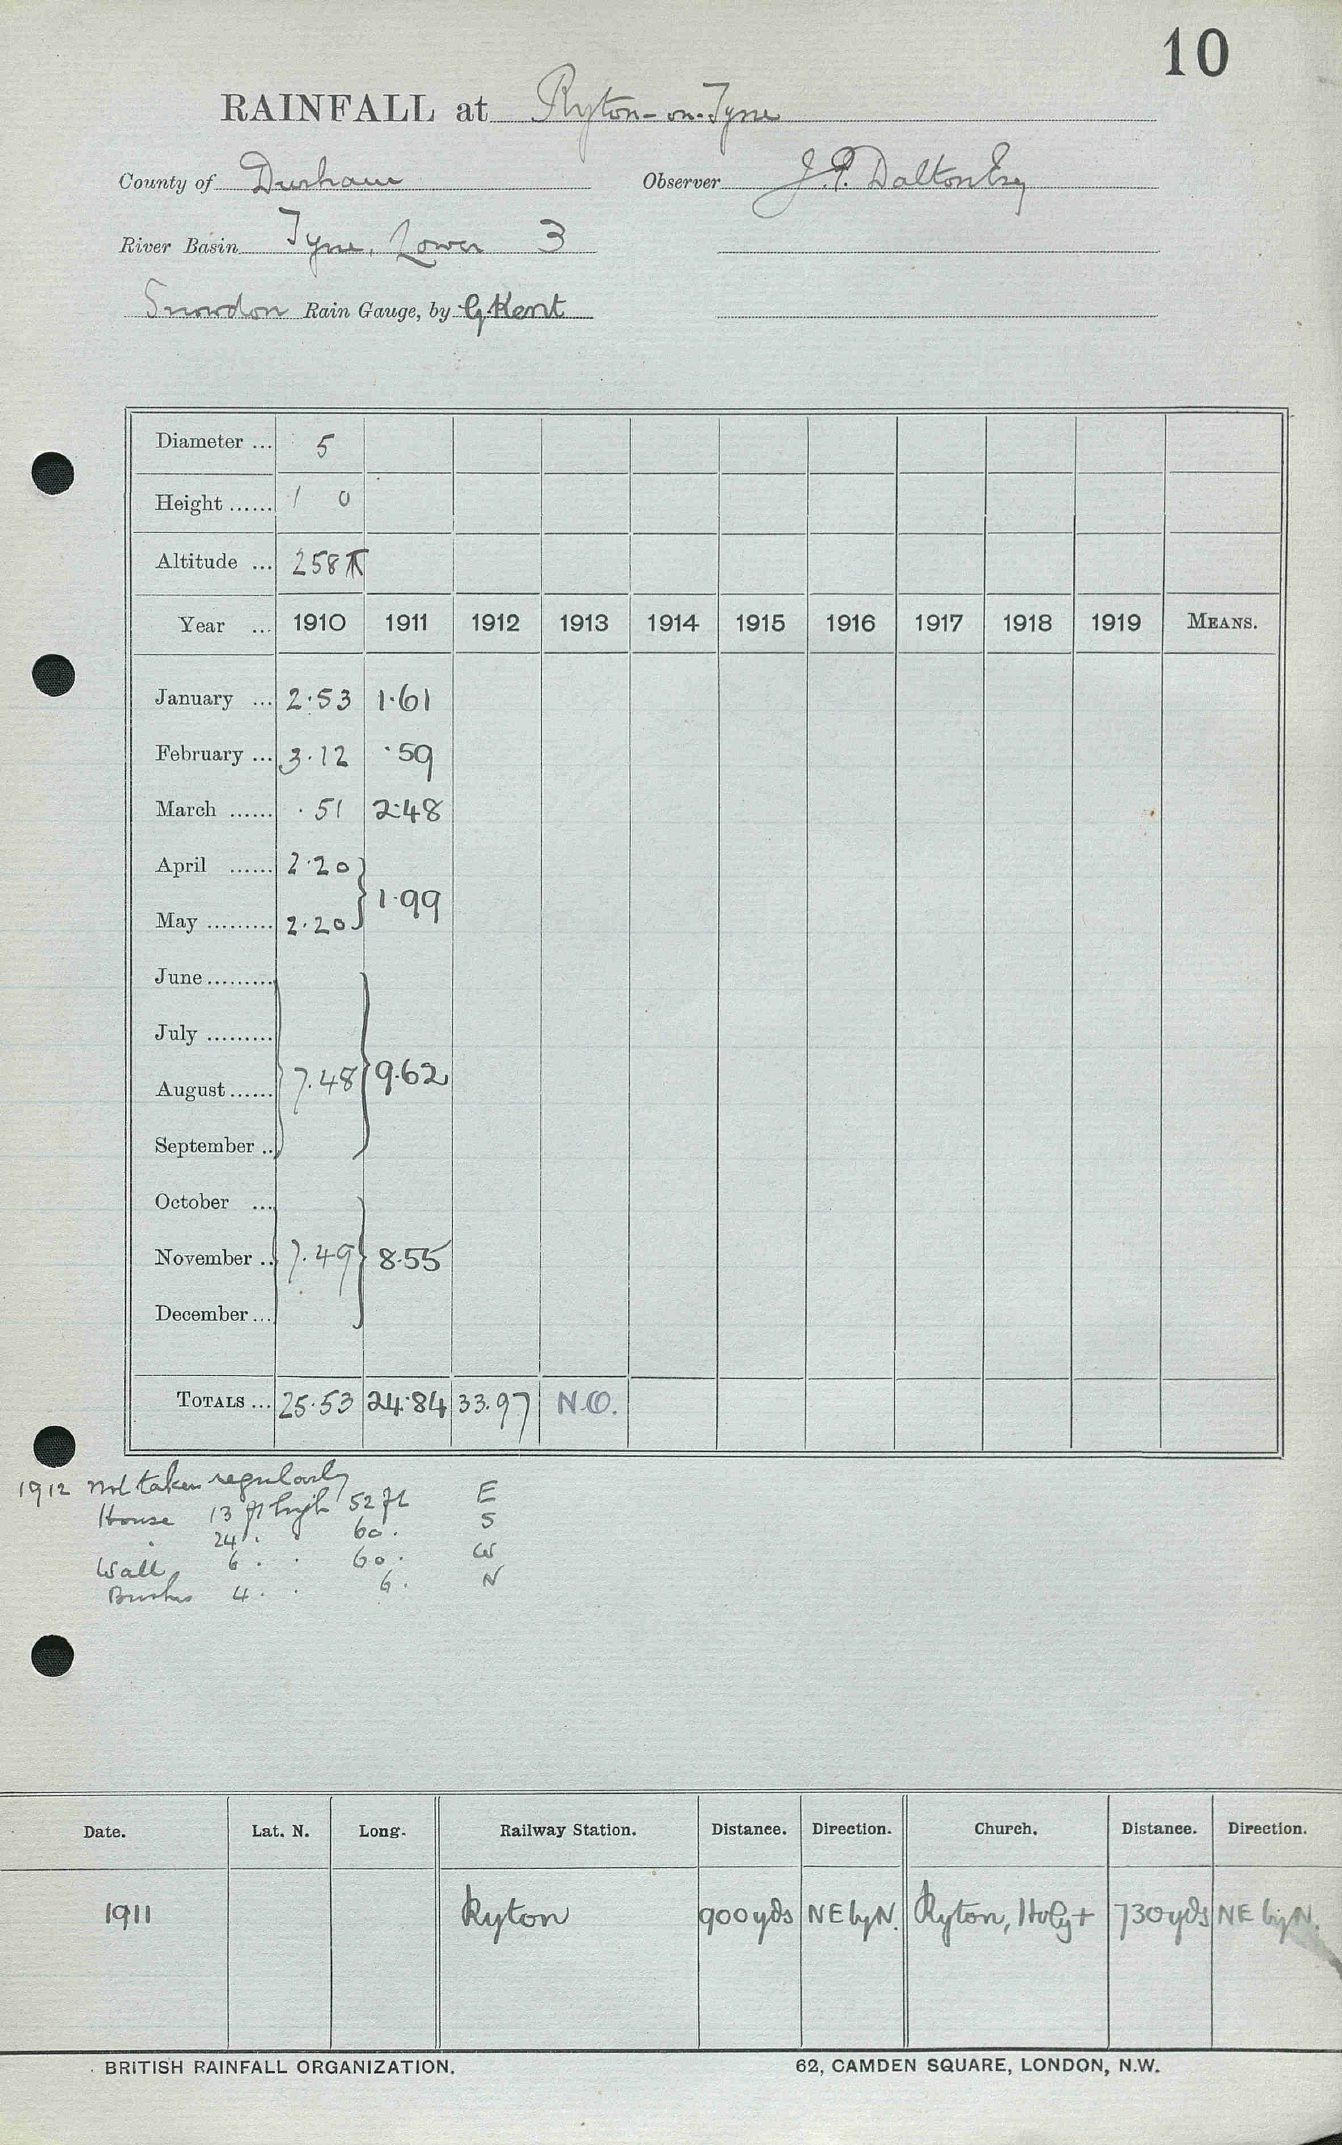 10
RAINFALL at Ryton-on-Tyne
County of Durham Observer J. P. Dalton Esq
River Basin Tyne, Lower 3
Snowdon Rain Gauge, by G. Kent
Diameter ... 5
Height ...... 1 0
Altitude ... 258
Year ... 1910 1911 1912 1913 1914 1915 1916 1917 1918 1919 MEANS.
January ... 2.53 1.61
February ... 3.12 .59
March ...... .51 2.48
April ...... 2.20
1.99
May ......... 2.20
June .........
July .........
7.48 9.62
August ......
September ..
October ...
November .. 7.49 8.55
December ...
TOTALS ... 25.53 24.84 33.97 N.O.
1912 not taken regularly
House 13 ft high 52 ft E
. 24 . . 60 . S
Wall 6 . . 60 . W
Bushes 4 . . 6 . N
Date. Lat. N. Long. Railway Station. Distance. Direction. Church. Distance. Direction.
1911 Ryton 900 yds NE by N. Ryton, Holy + 730 yds NE by N.
BRITISH RAINFALL ORGANIZATION. 62, CAMDEN SQUARE, LONDON, N.W.